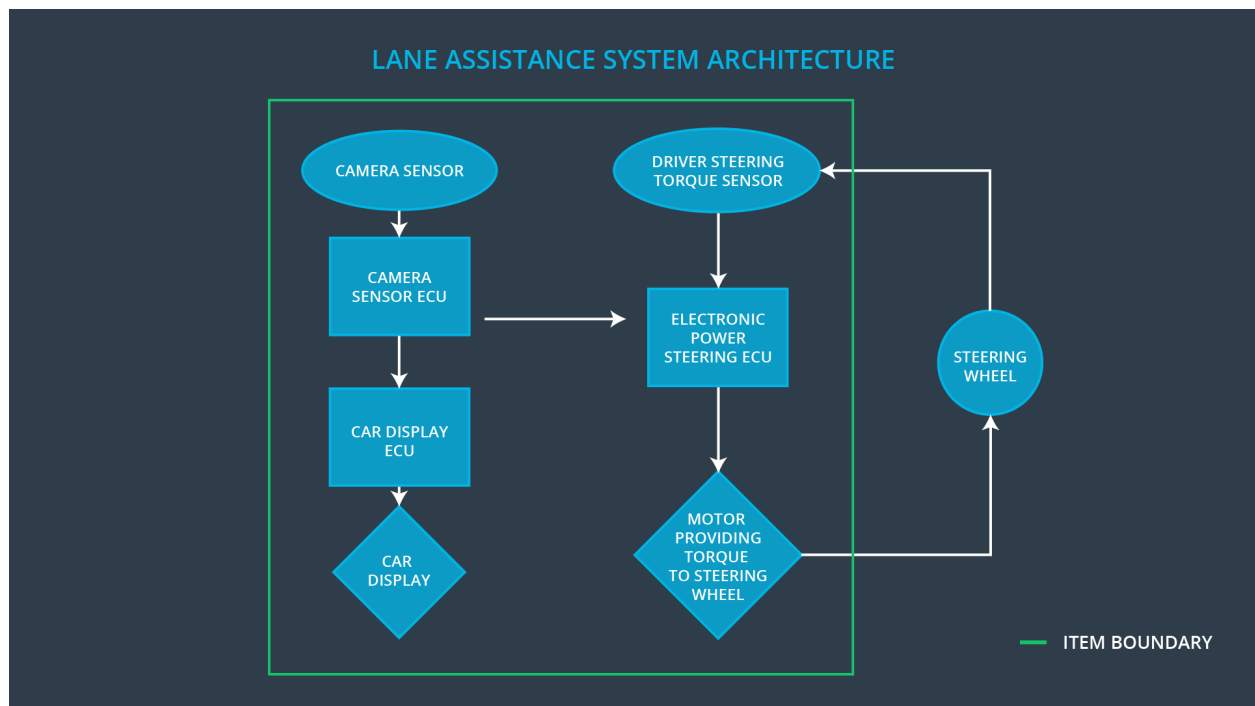 LANE ASSISTANCE SYSTEM ARCHITECTURE
CAMERA SENSOR
CAMERA
SENSOR ECU
CAR DISPLAY
ECU
CAR
DISPLAY
DRIVER STEERING
TORQUE SENSOR
ELECTRONIC
POWER
STEERING ECU
MOTOR
PROVIDING
TORQUE
TO STEERING
WHEEL
STEERING
WHEEL
ITEM BOUNDARY